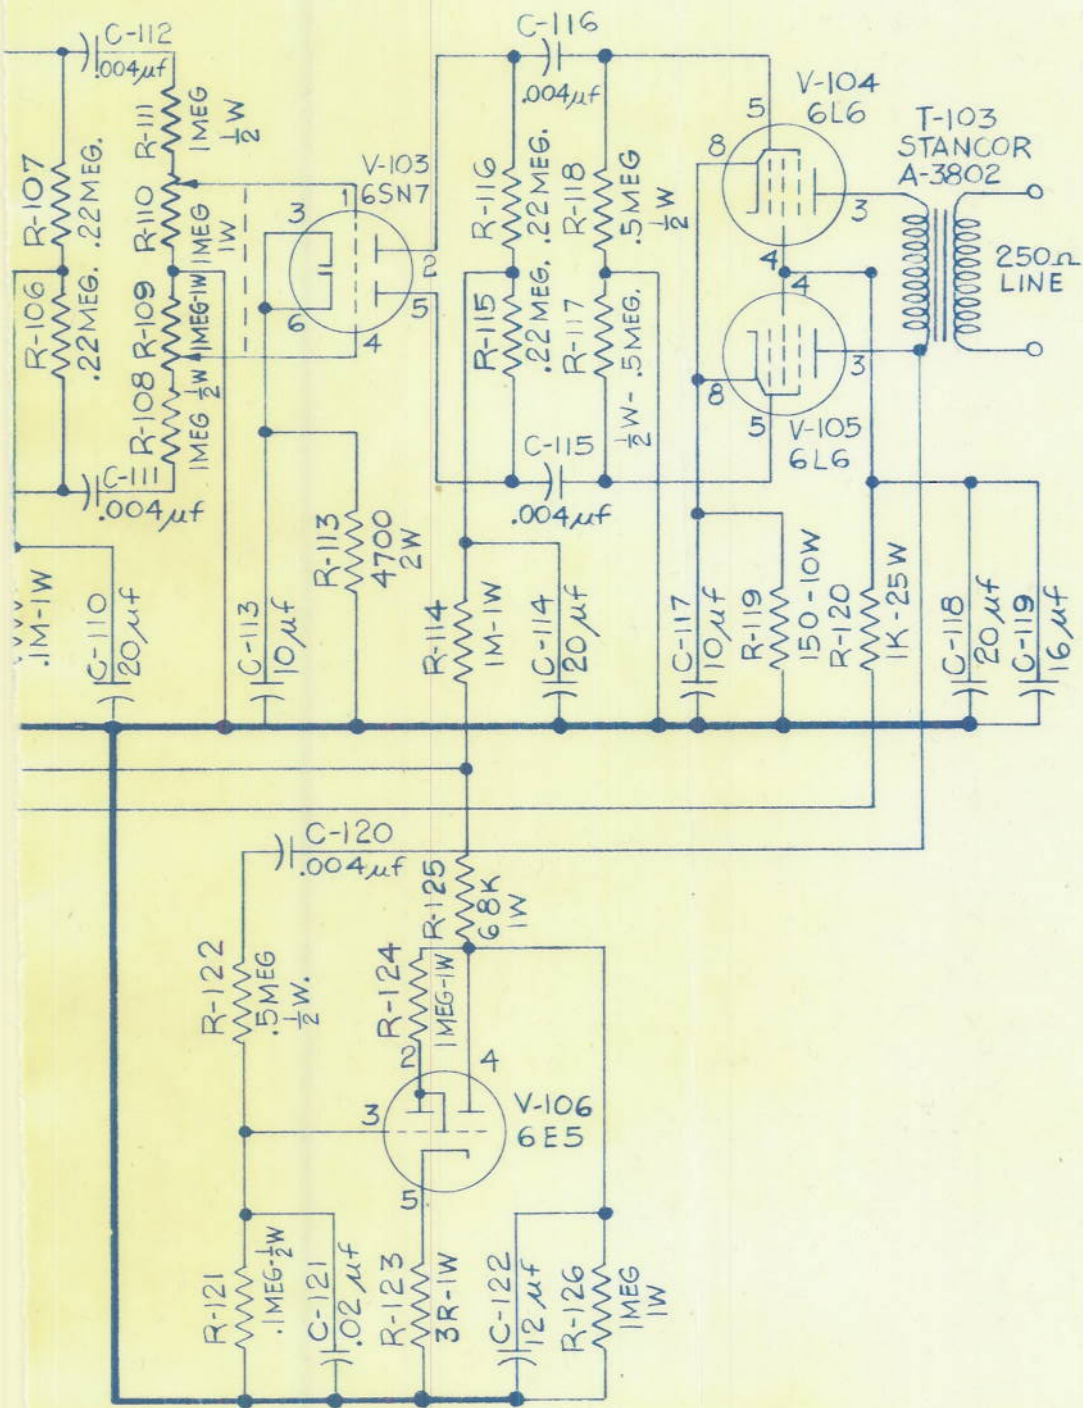 C-112
.004µf
R-111
1MEG
½W
R-107
.22MEG.
R-110
1MEG
1W
R-106
.22MEG.
R-109
1MEG-1W
R-108
1MEG ½W
C-111
.004µf
V-103
6SN7
1
3
2
6
5
4
C-116
.004µf
R-116
.22MEG.
R-118
.5MEG
½W
R-115
.22MEG.
R-117
½W-.5MEG.
C-115
.004µf
V-104
6L6
5
8
3
4
4
8
3
5
V-105
6L6
T-103
STANCOR
A-3802
250Ω
LINE
.1M-1W
C-110
20µf
C-113
10µf
R-113
4700
2W
R-114
1M-1W
C-114
20µf
C-117
10µf
R-119
150-10W
R-120
1K-25W
C-118
20µf
C-119
16µf
C-120
.004µf
R-125
68K
1W
R-122
.5MEG
½W.
R-124
1MEG-1W
2
4
3
5
V-106
6E5
R-121
.1MEG-½W
C-121
.02µf
R-123
3R-1W
C-122
12µf
R-126
1MEG
1W